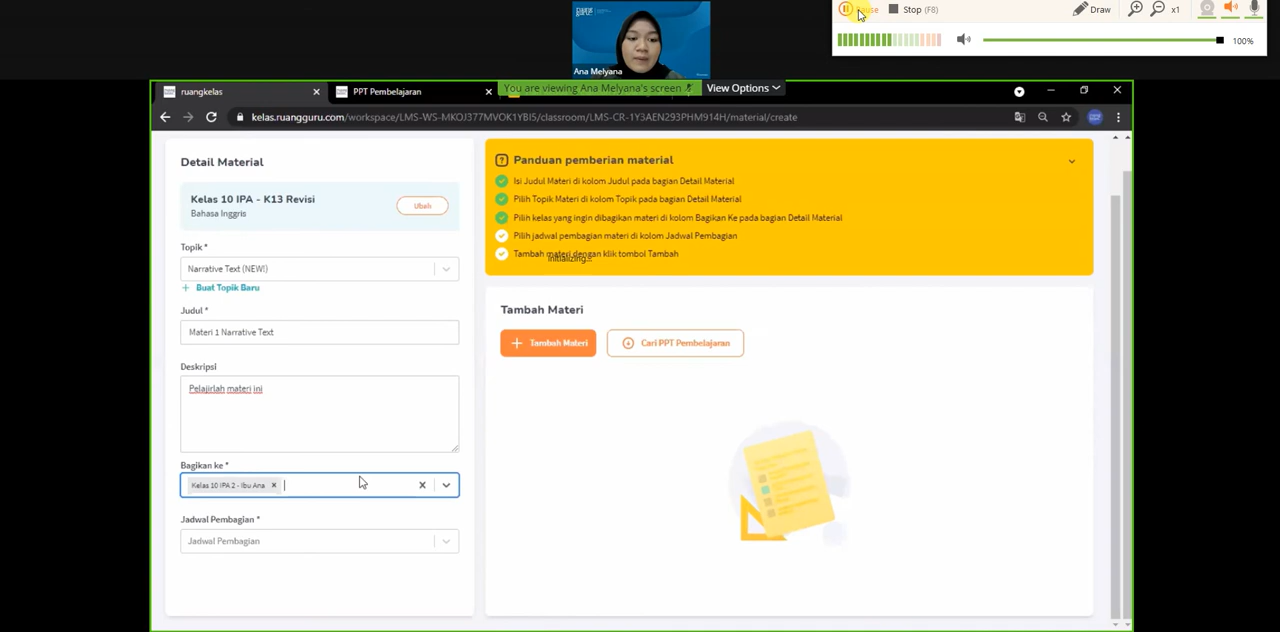 Pause
Stop (F8)
Draw
x1
100%
ruang
guru
Ana Melyana
You are viewing Ana Melyana's screen
View Options
ruangkelas
PPT Pembelajaran
kelas.ruangguru.com/workspace/LMS-WS-MKOJ377MVOK1YBI5/classroom/LMS-CR-1Y3AEN293PHM914H/material/create
Detail Material
Kelas 10 IPA - K13 Revisi
Bahasa Inggris
Ubah
Topik *
Narrative Text (NEW!)
+ Buat Topik Baru
Judul *
Materi 1 Narrative Text
Deskripsi
Pelajirlah materi ini
Bagikan ke *
Kelas 10 IPA 2 - Ibu Ana
Jadwal Pembagian *
Jadwal Pembagian
Panduan pemberian material
Isi Judul Materi di kolom Judul pada bagian Detail Material
Pilih Topik Materi di kolom Topik pada bagian Detail Material
Pilih kelas yang ingin dibagikan materi di kolom Bagikan Ke pada bagian Detail Material
Pilih jadwal pembagian materi di kolom Jadwal Pembagian
Tambah materi dengan klik tombol Tambah
Initializing...
Tambah Materi
+ Tambah Materi
Cari PPT Pembelajaran